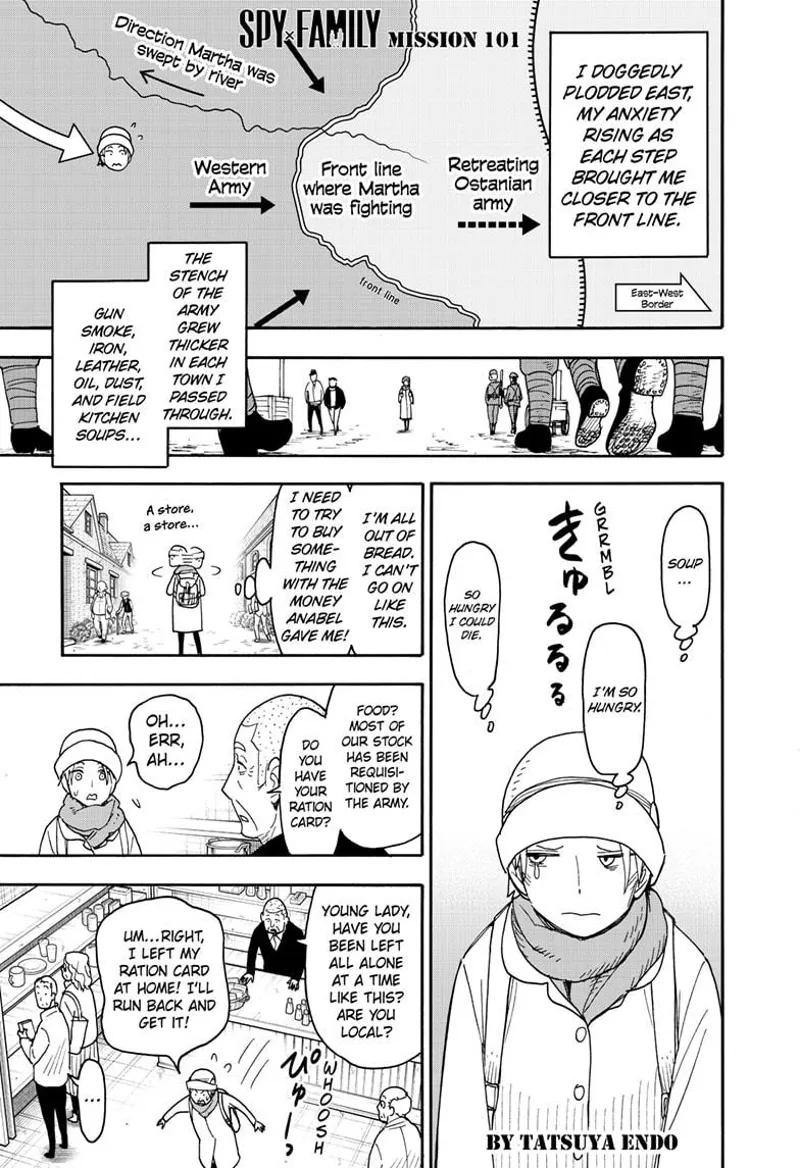 SPY×FAMILY MISSION 101
I DOGGEDLY
PLODDED EAST,
MY ANXIETY
RISING AS
EACH STEP
BROUGHT ME
CLOSER TO THE
FRONT LINE.
Retreating
Ostanian
army
East-West
Border
Front line
where Martha
was fighting
front line
Direction Martha was
swept by river
Western
Army
THE
STENCH
OF THE
ARMY
GREW
THICKER
IN EACH
TOWN I
PASSED
THROUGH.
GUN
SMOKE,
IRON,
LEATHER,
OIL, DUST,
AND FIELD
KITCHEN
SOUPS...
SOUP
...
I'M SO
HUNGRY.
GRRMBL
きゅるるる
SO
HUNGRY
I COULD
DIE.
I'M ALL
OUT OF
BREAD.
I CAN'T
GO ON
LIKE
THIS.
I NEED
TO TRY
TO BUY
SOME-
THING
WITH THE
MONEY
ANABEL
GAVE ME!
A store,
a store...
FOOD?
MOST OF
OUR STOCK
HAS BEEN
REQUISI-
TIONED
BY THE
ARMY.
DO
YOU
HAVE
YOUR
RATION
CARD?
OH...
ERR,
AH...
YOUNG LADY,
HAVE YOU
BEEN LEFT
ALL ALONE
AT A TIME
LIKE THIS?
ARE YOU
LOCAL?
UM...RIGHT,
I LEFT MY
RATION CARD
AT HOME! I'LL
RUN BACK AND
GET IT!
WHOOSH
ぴゅーっ
...
BY TATSUYA ENDO